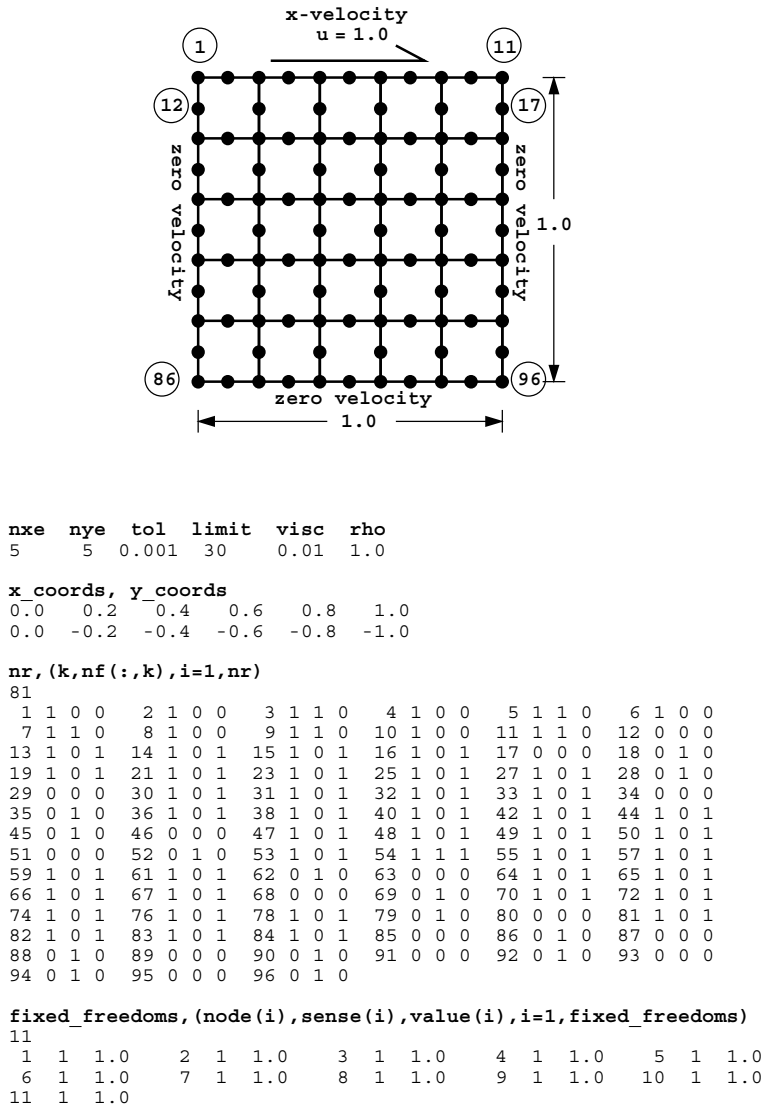 x-velocity
u = 1.0
1
11
12
17
zero velocity
zero velocity
1.0
86
96
zero velocity
1.0
nxe nye tol limit visc rho
5 5 0.001 30 0.01 1.0
x_coords, y_coords
0.0 0.2 0.4 0.6 0.8 1.0
0.0 -0.2 -0.4 -0.6 -0.8 -1.0
nr,(k,nf(:,k),i=1,nr)
81
1 1 0 0 2 1 0 0 3 1 1 0 4 1 0 0 5 1 1 0 6 1 0 0
7 1 1 0 8 1 0 0 9 1 1 0 10 1 0 0 11 1 1 0 12 0 0 0
13 1 0 1 14 1 0 1 15 1 0 1 16 1 0 1 17 0 0 0 18 0 1 0
19 1 0 1 21 1 0 1 23 1 0 1 25 1 0 1 27 1 0 1 28 0 1 0
29 0 0 0 30 1 0 1 31 1 0 1 32 1 0 1 33 1 0 1 34 0 0 0
35 0 1 0 36 1 0 1 38 1 0 1 40 1 0 1 42 1 0 1 44 1 0 1
45 0 1 0 46 0 0 0 47 1 0 1 48 1 0 1 49 1 0 1 50 1 0 1
51 0 0 0 52 0 1 0 53 1 0 1 54 1 1 1 55 1 0 1 57 1 0 1
59 1 0 1 61 1 0 1 62 0 1 0 63 0 0 0 64 1 0 1 65 1 0 1
66 1 0 1 67 1 0 1 68 0 0 0 69 0 1 0 70 1 0 1 72 1 0 1
74 1 0 1 76 1 0 1 78 1 0 1 79 0 1 0 80 0 0 0 81 1 0 1
82 1 0 1 83 1 0 1 84 1 0 1 85 0 0 0 86 0 1 0 87 0 0 0
88 0 1 0 89 0 0 0 90 0 1 0 91 0 0 0 92 0 1 0 93 0 0 0
94 0 1 0 95 0 0 0 96 0 1 0
fixed_freedoms,(node(i),sense(i),value(i),i=1,fixed_freedoms)
11
1 1 1.0 2 1 1.0 3 1 1.0 4 1 1.0 5 1 1.0
6 1 1.0 7 1 1.0 8 1 1.0 9 1 1.0 10 1 1.0
11 1 1.0